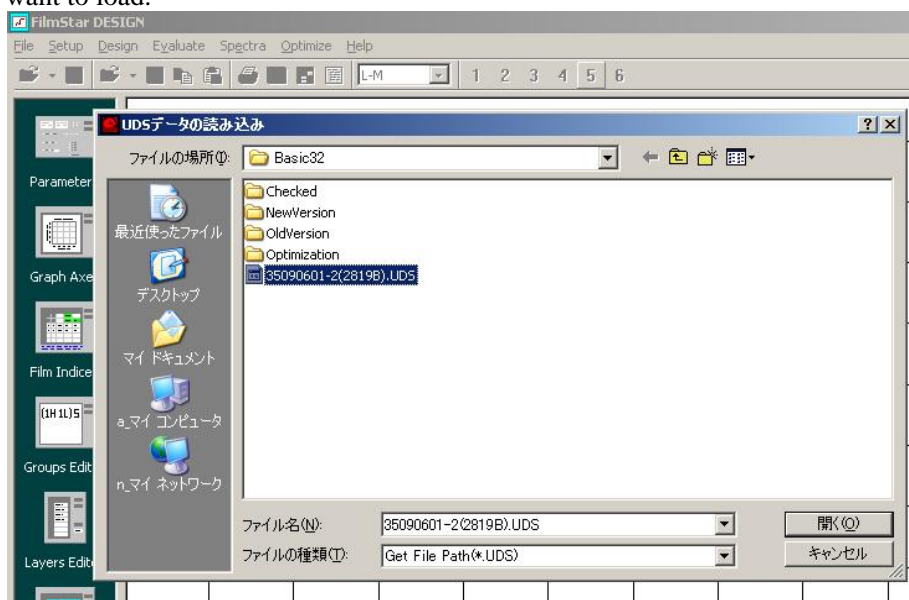 want to load.
FilmStar DESIGN
File Setup Design Evaluate Spectra Optimize Help
L-M 1 2 3 4 5 6
UDSデータの読み込み
ファイルの場所(I): Basic32
Parameter
Graph Axe
Film Indice
(1H 1L)5
Groups Edit
Layers Edit
最近使ったファイル
デスクトップ
マイ ドキュメント
a_マイ コンピュータ
n_マイ ネットワーク
Checked
NewVersion
OldVersion
Optimization
35090601-2(2819B).UDS
ファイル名(N): 35090601-2(2819B).UDS 開く(O)
ファイルの種類(T): Get File Path(*.UDS) キャンセル